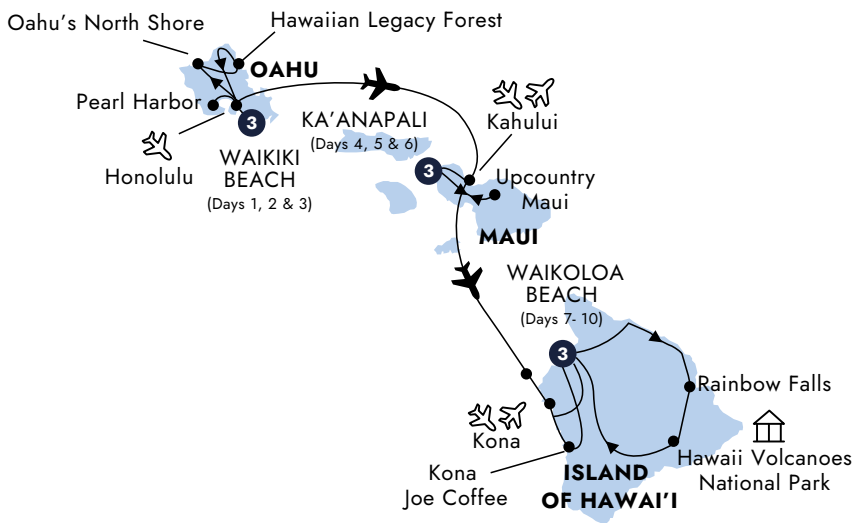 Oahu's North Shore
Hawaiian Legacy Forest
OAHU
Pearl Harbor
3
Honolulu
WAIKIKI
BEACH
(Days 1, 2 & 3)
KA'ANAPALI
(Days 4, 5 & 6)
Kahului
3
Upcountry
Maui
MAUI
WAIKOLOA
BEACH
(Days 7- 10)
3
Rainbow Falls
Kona
Hawaii Volcanoes
National Park
Kona
Joe Coffee
ISLAND
OF HAWAI'I